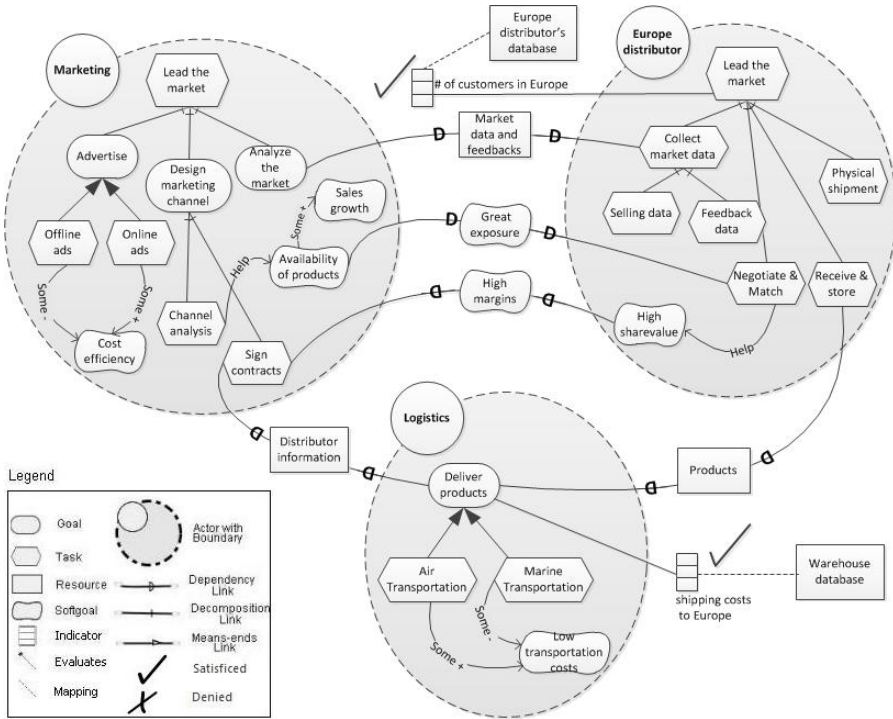 Marketing
Lead the
market
Advertise
Design
marketing
channel
Analyze
the
market
Offline
ads
Online
ads
Some -
Some +
Cost
efficiency
Channel
analysis
Help
Availability
of products
Some +
Sales
growth
Sign
contracts
Europe
distributor's
database
# of customers in Europe
D
Market
data and
feedbacks
D
D
Great
exposure
D
D
High
margins
D
Europe
distributor
Lead the
market
Collect
market data
Physical
shipment
Selling data
Feedback
data
Negotiate &
Match
Receive &
store
High
sharevalue
Help
D
Distributor
information
D
Logistics
Deliver
products
D
Products
D
Air
Transportation
Marine
Transportation
Some -
Some +
Low
transportation
costs
shipping costs
to Europe
Warehouse
database
Legend
Goal
Task
Resource
Softgoal
Indicator
Evaluates
Mapping
Actor with
Boundary
Dependency
Link
Decomposition
Link
Means-ends
Link
Satisficed
Denied